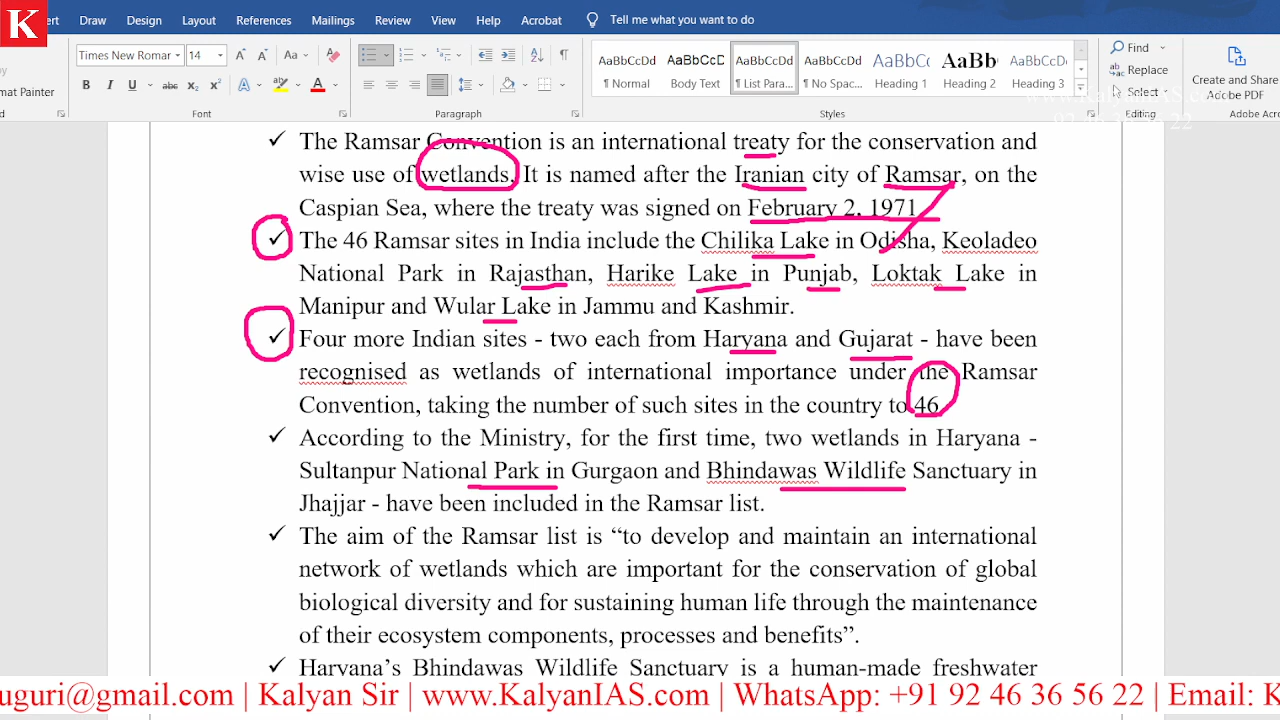 K
ert Draw Design Layout References Mailings Review View Help Acrobat Tell me what you want to do
Times New Romar 14 A A Aa AaBbCcDd AaBbCcD AaBbCcDd AaBbCcDd AaBbCc AaBb AaBbCcD Find
Replace
Create and Share
mat Painter B I U abc x₂ x² A A ¶ Normal Body Text ¶ List Para... ¶ No Spac... Heading 1 Heading 2 Heading 3 Select Adobe PDF
www.KalyanIAS.com
Font Paragraph Styles Editing Adobe Acro
✓ The Ramsar Convention is an international treaty for the conservation and
wise use of wetlands. It is named after the Iranian city of Ramsar, on the
Caspian Sea, where the treaty was signed on February 2, 1971
✓ The 46 Ramsar sites in India include the Chilika Lake in Odisha, Keoladeo
National Park in Rajasthan, Harike Lake in Punjab, Loktak Lake in
Manipur and Wular Lake in Jammu and Kashmir.
✓ Four more Indian sites - two each from Haryana and Gujarat - have been
recognised as wetlands of international importance under the Ramsar
Convention, taking the number of such sites in the country to 46
✓ According to the Ministry, for the first time, two wetlands in Haryana -
Sultanpur National Park in Gurgaon and Bhindawas Wildlife Sanctuary in
Jhajjar - have been included in the Ramsar list.
✓ The aim of the Ramsar list is “to develop and maintain an international
network of wetlands which are important for the conservation of global
biological diversity and for sustaining human life through the maintenance
of their ecosystem components, processes and benefits”.
✓ Haryana’s Bhindawas Wildlife Sanctuary is a human-made freshwater
uguri@gmail.com | Kalyan Sir | www.KalyanIAS.com | WhatsApp: +91 92 46 36 56 22 | Email: K